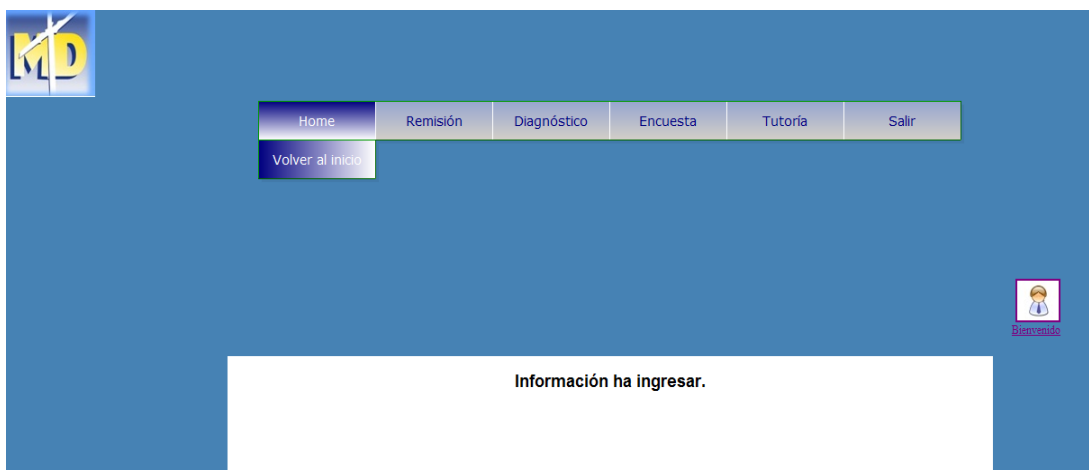 MD
Home Remisión Diagnóstico Encuesta Tutoría Salir
Volver al inicio
Bienvenido
Información ha ingresar.